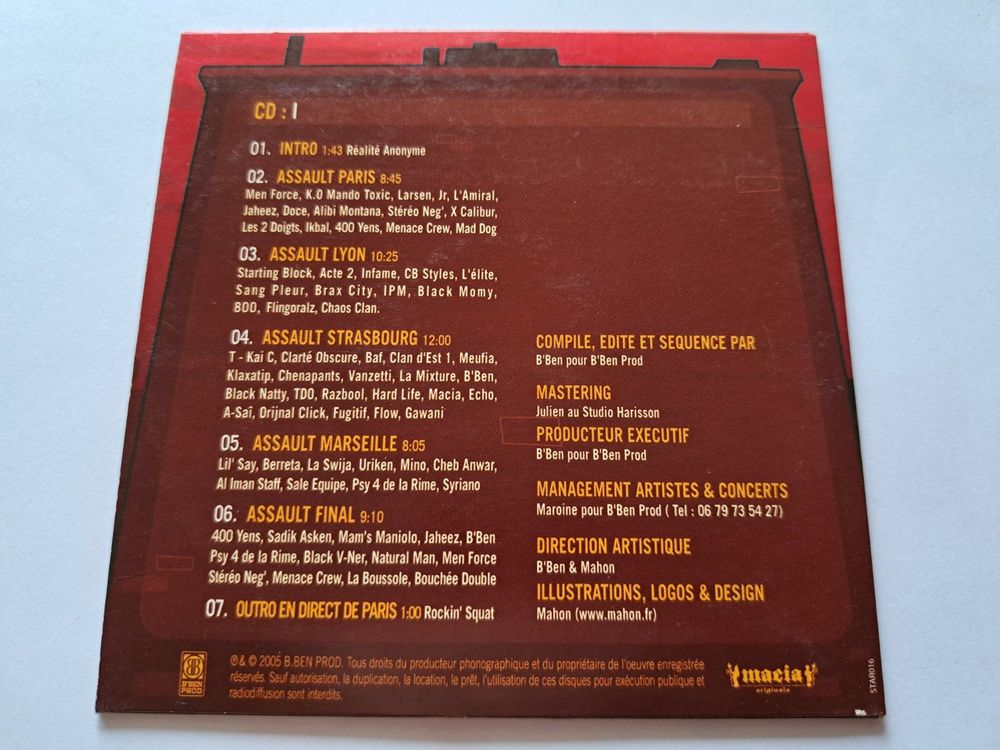 CD : I
01. INTRO 1:43 Réalité Anonyme
02. ASSAULT PARIS 8:45
Men Force, K.O Mando Toxic, Larsen, Jr, L'Amiral,
Jaheez, Doce, Alibi Montana, Stéréo Neg', X Calibur,
Les 2 Doigts, Ikbal, 400 Yens, Menace Crew, Mad Dog
03. ASSAULT LYON 10:25
Starting Block, Acte 2, Infame, CB Styles, L'élite,
Sang Pleur, Brax City, IPM, Black Momy,
800, Flingoralz, Chaos Clan.
04. ASSAULT STRASBOURG 12:00
T - Kai C, Clarté Obscure, Baf, Clan d'Est 1, Meufia,
Klaxatip, Chenapants, Vanzetti, La Mixture, B'Ben,
Black Natty, TDO, Razbool, Hard Life, Macia, Echo,
A-Saï, Orijnal Click, Fugitif, Flow, Gawani
05. ASSAULT MARSEILLE 8:05
Lil' Say, Berreta, La Swija, Urikén, Mino, Cheb Anwar,
Al Iman Staff, Sale Equipe, Psy 4 de la Rime, Syriano
06. ASSAULT FINAL 9:10
400 Yens, Sadik Asken, Mam's Maniolo, Jaheez, B'Ben
Psy 4 de la Rime, Black V-Ner, Natural Man, Men Force
Stéréo Neg', Menace Crew, La Boussole, Bouchée Double
07. OUTRO EN DIRECT DE PARIS 1:00 Rockin' Squat
COMPILE, EDITE ET SEQUENCE PAR
B'Ben pour B'Ben Prod
MASTERING
Julien au Studio Harisson
PRODUCTEUR EXECUTIF
B'Ben pour B'Ben Prod
MANAGEMENT ARTISTES & CONCERTS
Maroine pour B'Ben Prod ( Tel : 06 79 73 54 27)
DIRECTION ARTISTIQUE
B'Ben & Mahon
ILLUSTRATIONS, LOGOS & DESIGN
Mahon (www.mahon.fr)
B'BEN
PROD
℗& © 2005 B.BEN PROD. Tous droits du producteur phonographique et du propriétaire de l'oeuvre enregistrée
réservés. Sauf autorisation, la duplication, la location, le prêt, l'utilisation de ces disques pour exécution publique et
radiodiffusion sont interdits.
macia
originals
STAR016